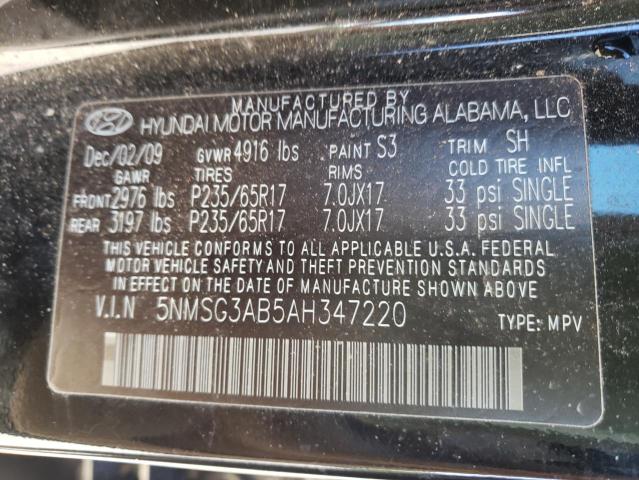 MANUFACTURED BY
HYUNDAI MOTOR MANUFACTURING ALABAMA, LLC
Dec/02/09 GVWR 4916 lbs PAINT S3 TRIM SH
GAWR TIRES RIMS COLD TIRE INFL
FRONT 2976 lbs P235/65R17 7.0JX17 33 psi SINGLE
REAR 3197 lbs P235/65R17 7.0JX17 33 psi SINGLE
THIS VEHICLE CONFORMS TO ALL APPLICABLE U.S.A. FEDERAL
MOTOR VEHICLE SAFETY AND THEFT PREVENTION STANDARDS
IN EFFECT ON THE DATE OF MANUFACTURE SHOWN ABOVE.
V.I.N 5NMSG3AB5AH347220 TYPE: MPV